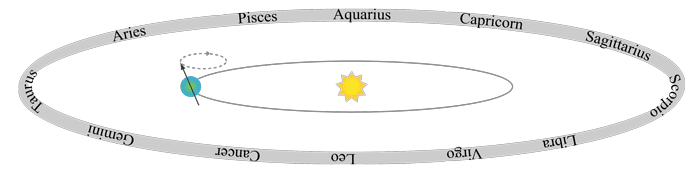 Aquarius
Capricorn
Sagittarius
Scorpio
Libra
Virgo
Leo
Cancer
Gemini
Taurus
Aries
Pisces